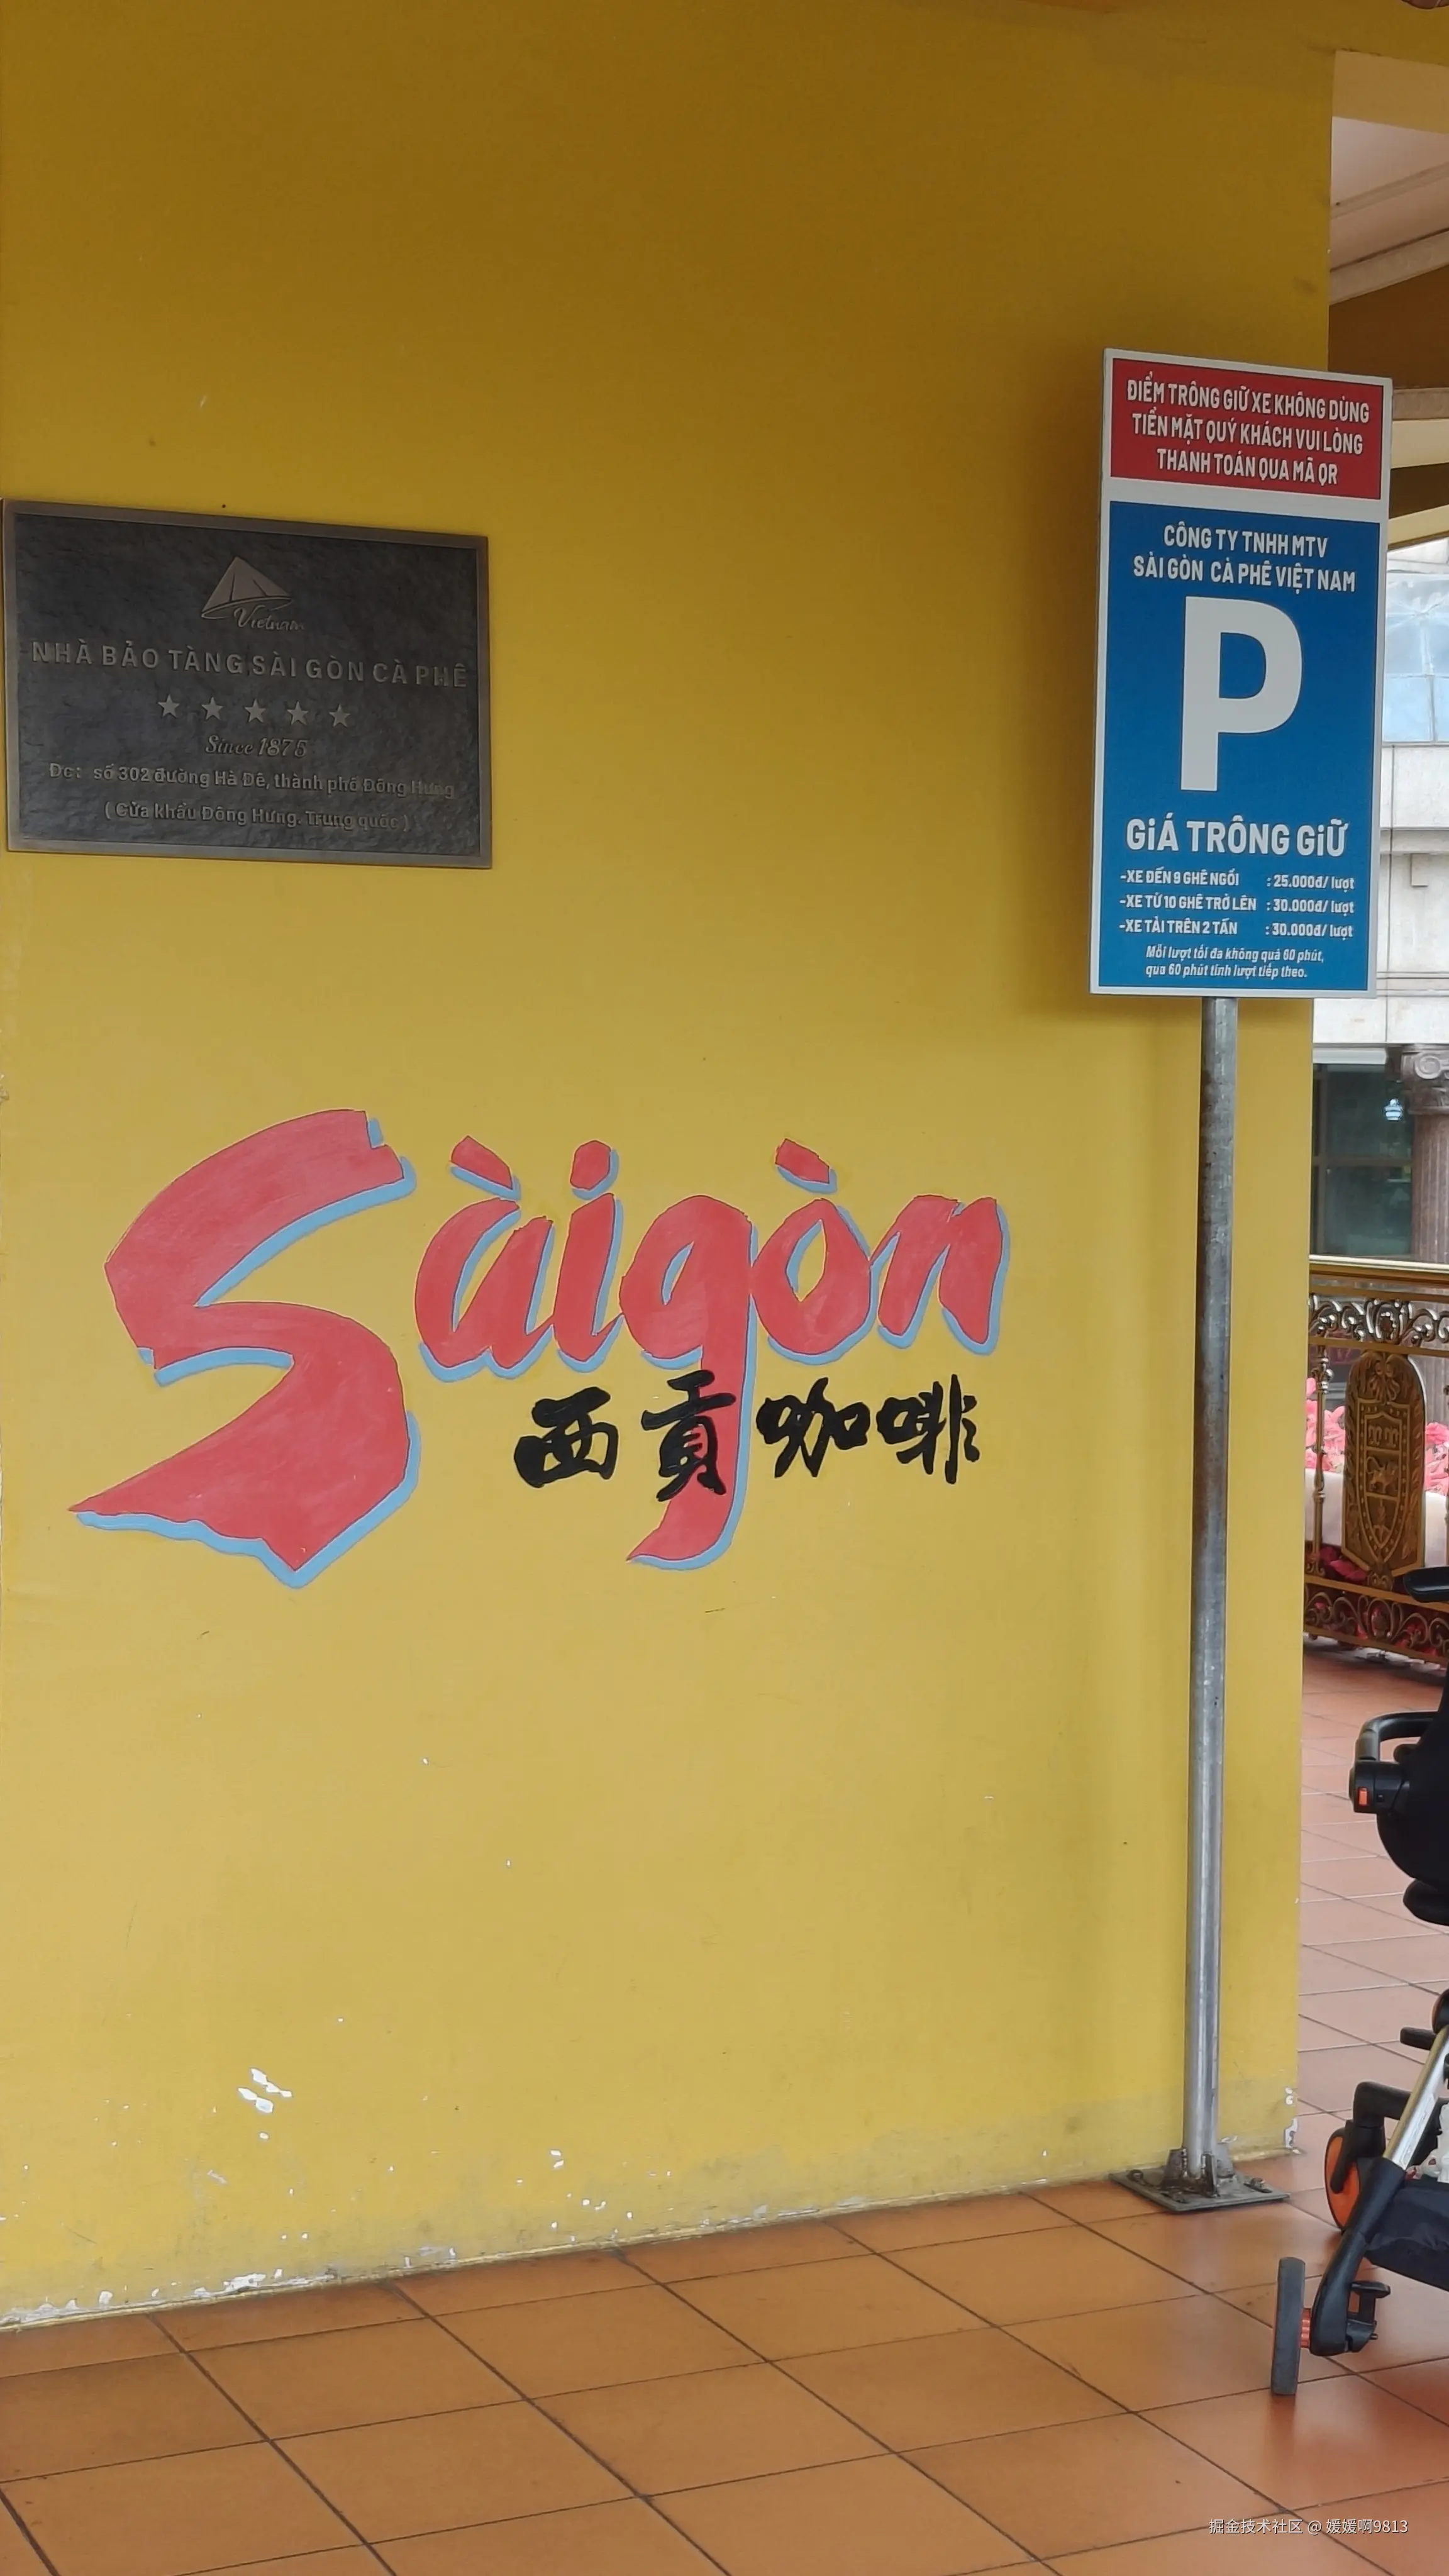 Vietnam
NHÀ BẢO TÀNG SÀI GÒN CÀ PHÊ
Since 1875
Đc: số 302 đường Hà Đê, thành phố Đông Hưng
( Cửa khẩu Đông Hưng. Trung quốc )
ĐIỂM TRÔNG GIỮ XE KHÔNG DÙNG
TIỀN MẶT QUÝ KHÁCH VUI LÒNG
THANH TOÁN QUA MÃ QR
CÔNG TY TNHH MTV
SÀI GÒN CÀ PHÊ VIỆT NAM
P
GiÁ TRÔNG GiỮ
-XE ĐẾN 9 GHẾ NGỒI : 25.000đ/ lượt
-XE TỪ 10 GHẾ TRỞ LÊN : 30.000đ/ lượt
-XE TẢI TRÊN 2 TẤN : 30.000đ/ lượt
Mỗi lượt tối đa không quá 60 phút,
qua 60 phút tính lượt tiếp theo.
Sàigòn
西貢咖啡
掘金技术社区 @ 媛媛啊9813